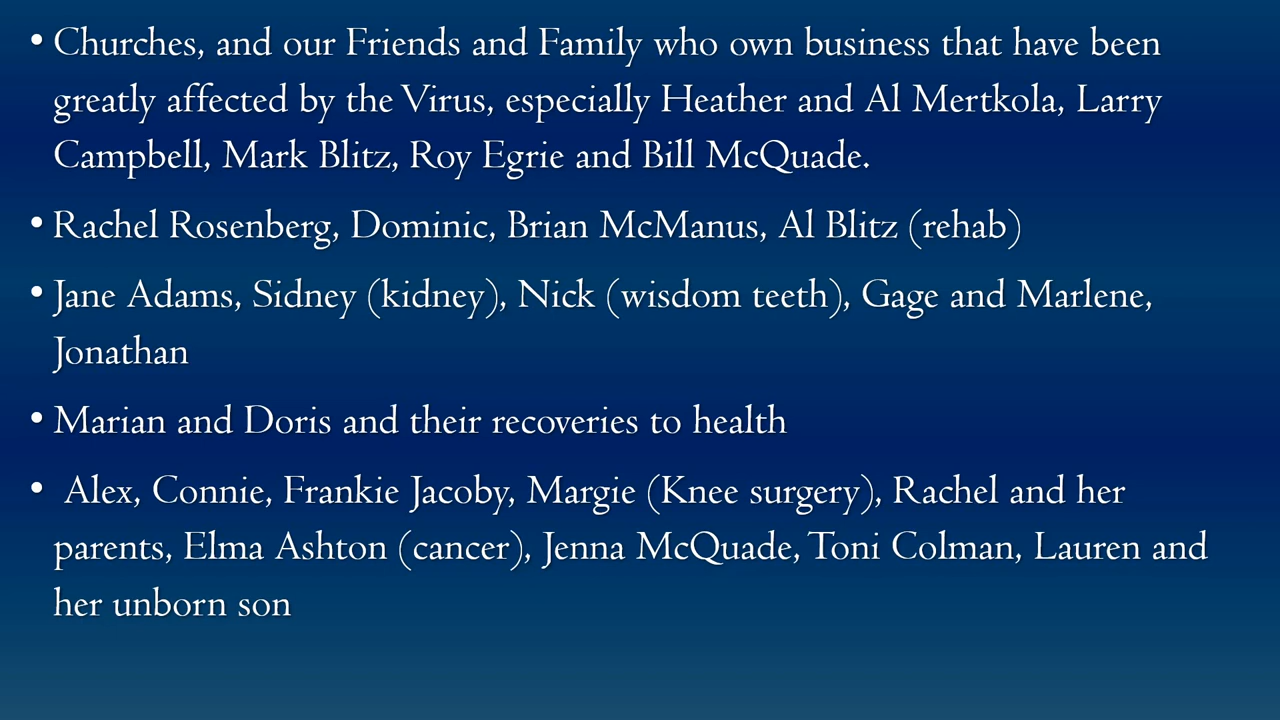 • Churches, and our Friends and Family who own business that have been
greatly affected by the Virus, especially Heather and Al Mertkola, Larry
Campbell, Mark Blitz, Roy Egrie and Bill McQuade.
• Rachel Rosenberg, Dominic, Brian McManus, Al Blitz (rehab)
• Jane Adams, Sidney (kidney), Nick (wisdom teeth), Gage and Marlene,
Jonathan
• Marian and Doris and their recoveries to health
• Alex, Connie, Frankie Jacoby, Margie (Knee surgery), Rachel and her
parents, Elma Ashton (cancer), Jenna McQuade, Toni Colman, Lauren and
her unborn son